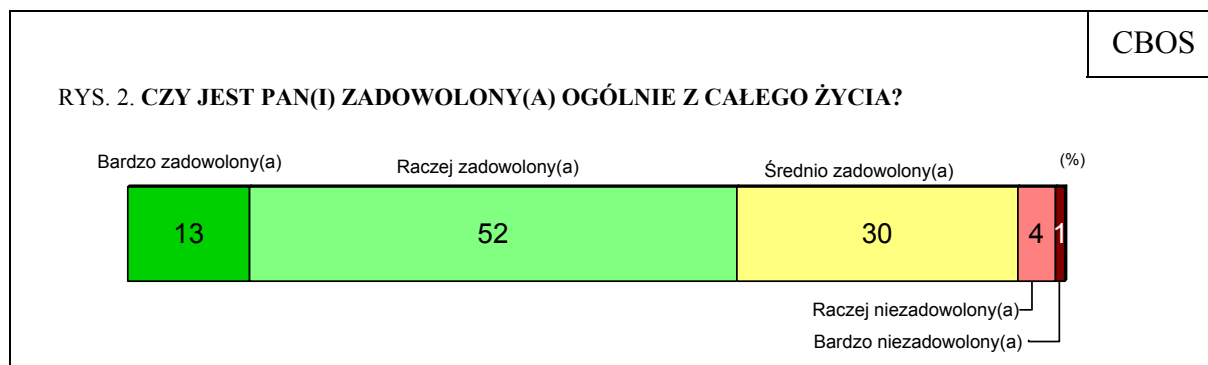 CBOS
RYS. 2. CZY JEST PAN(I) ZADOWOLONY(A) OGÓLNIE Z CAŁEGO ŻYCIA?
Bardzo zadowolony(a) Raczej zadowolony(a) Średnio zadowolony(a) (%)
13 52 30 4 1
Raczej niezadowolony(a)
Bardzo niezadowolony(a)